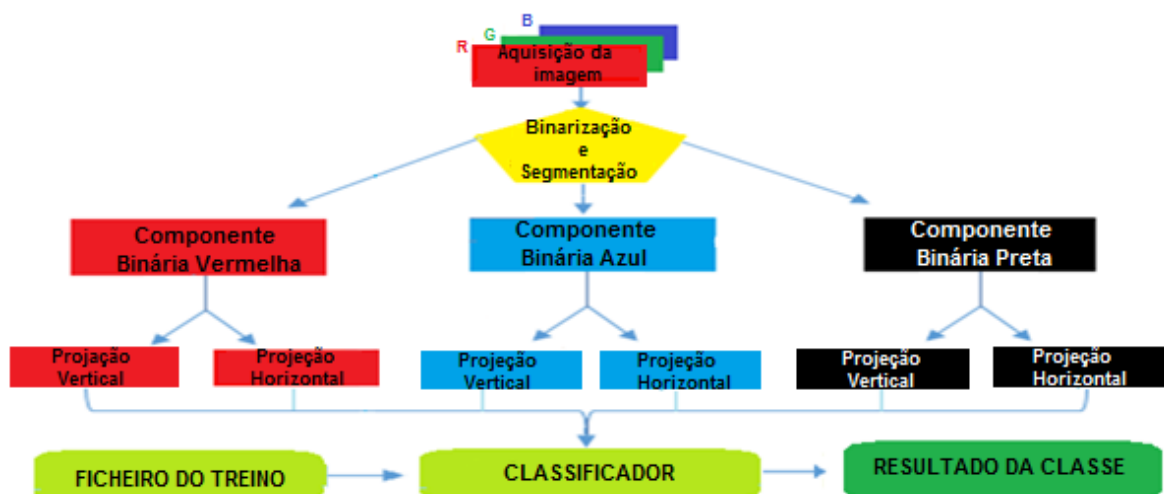 B
G
R
Aquisição da
imagem
Binarização
e
Segmentação
Componente
Binária Vermelha
Componente
Binária Azul
Componente
Binária Preta
Projação
Vertical
Projeção
Horizontal
Projeção
Vertical
Projeção
Horizontal
Projeção
Vertical
Projeção
Horizontal
FICHEIRO DO TREINO
CLASSIFICADOR
RESULTADO DA CLASSE